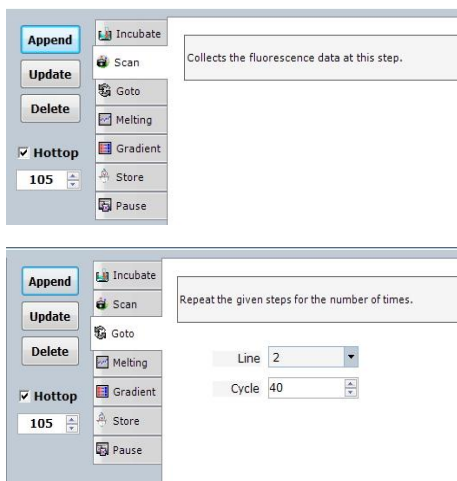 Append
Update
Delete
Hottop
105
Incubate
Scan
Goto
Melting
Gradient
Store
Pause
Collects the fluorescence data at this step.
Append
Update
Delete
Hottop
105
Incubate
Scan
Goto
Melting
Gradient
Store
Pause
Repeat the given steps for the number of times.
Line 2
Cycle 40